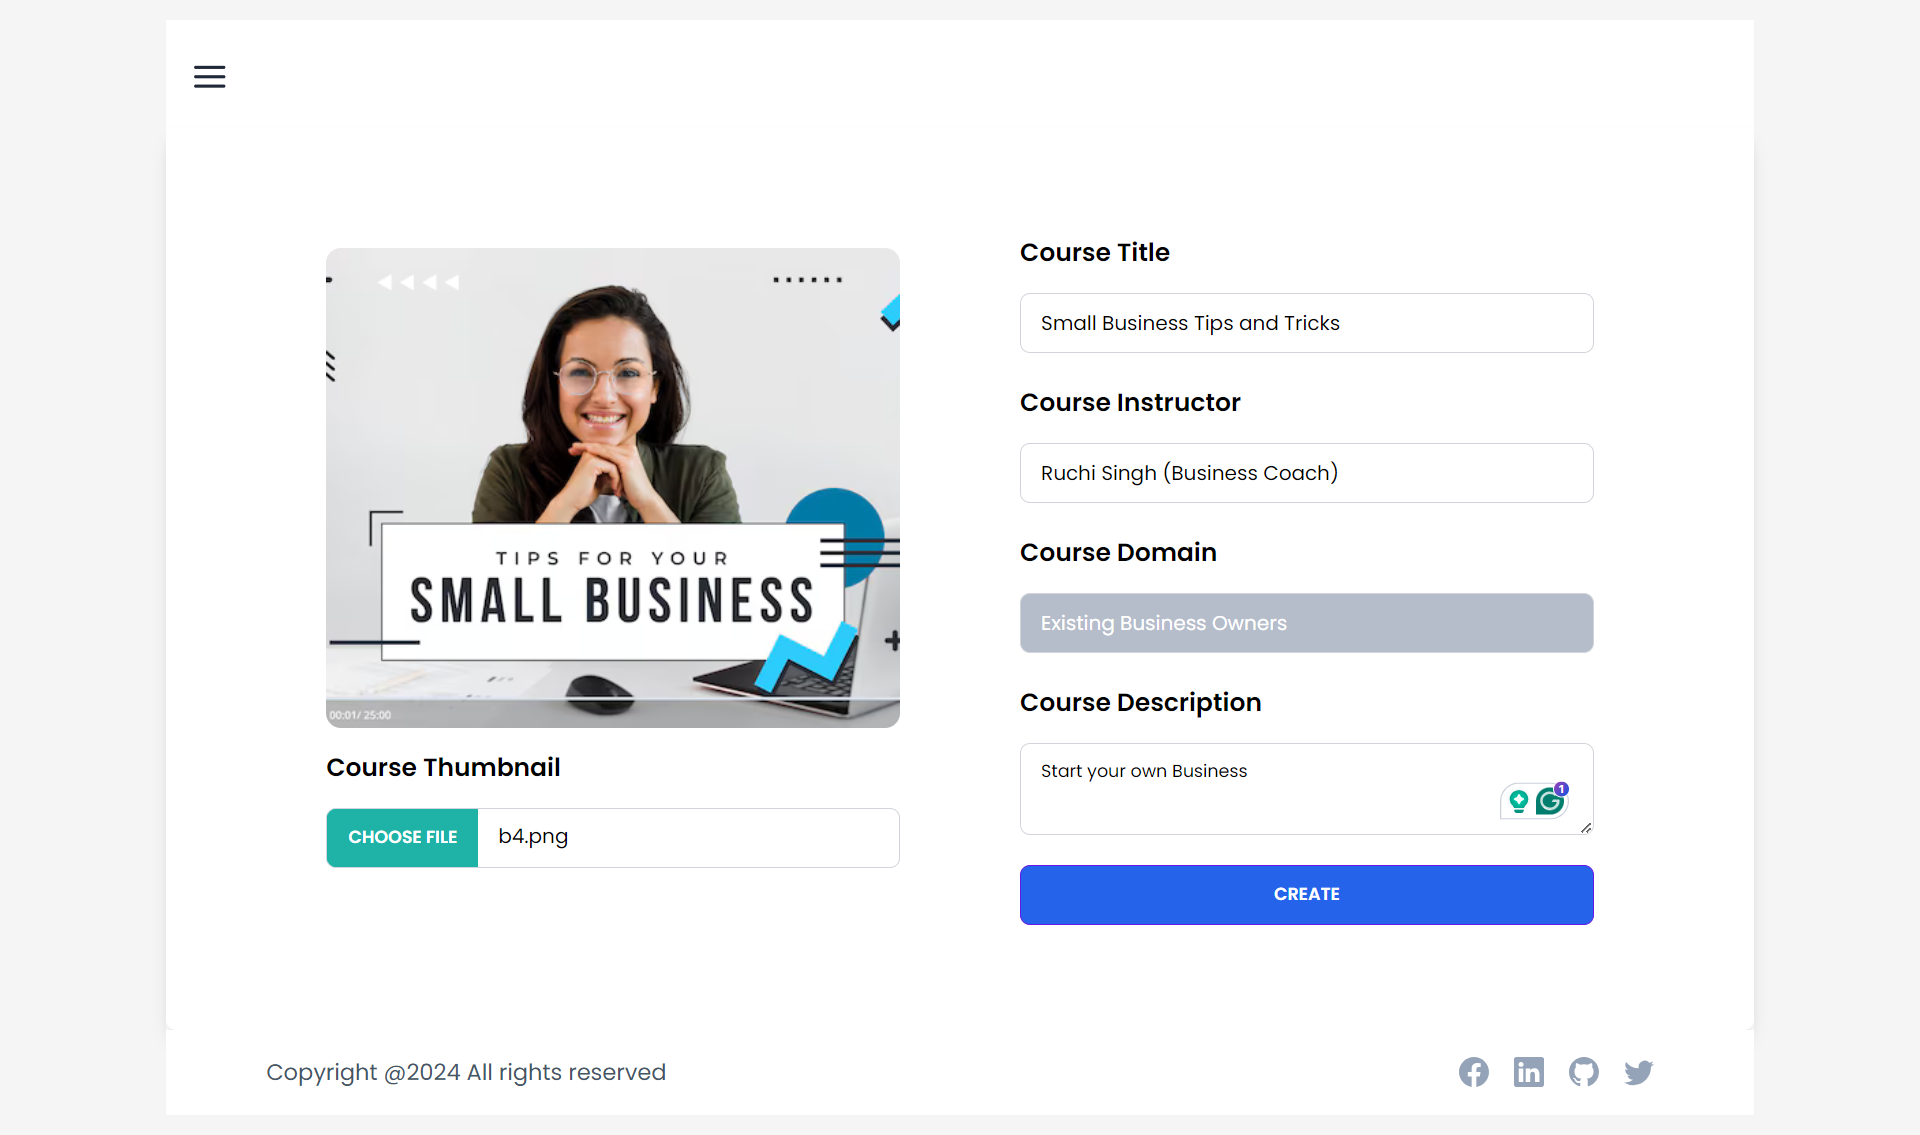 TIPS FOR YOUR
SMALL BUSINESS
00:01/ 25:00
Course Thumbnail
CHOOSE FILE b4.png
Course Title
Small Business Tips and Tricks
Course Instructor
Ruchi Singh (Business Coach)
Course Domain
Existing Business Owners
Course Description
Start your own Business
1
CREATE
Copyright @2024 All rights reserved